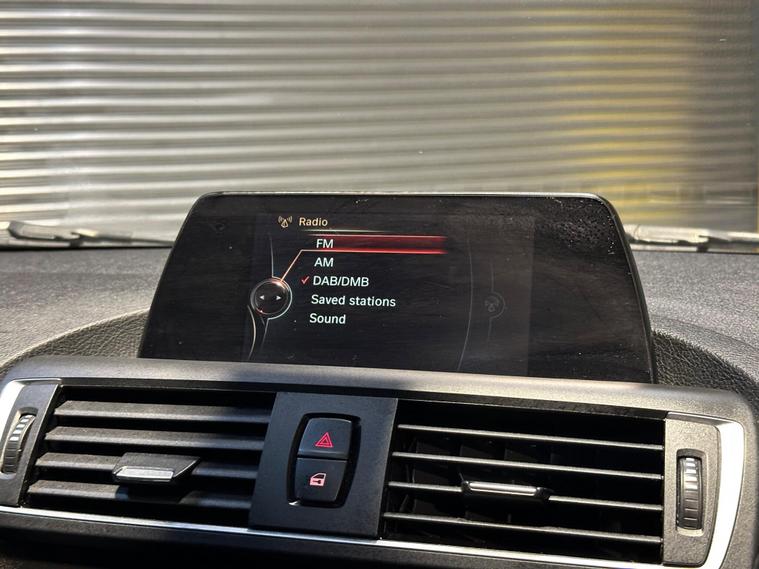 Radio
FM
AM
DAB/DMB
Saved stations
Sound